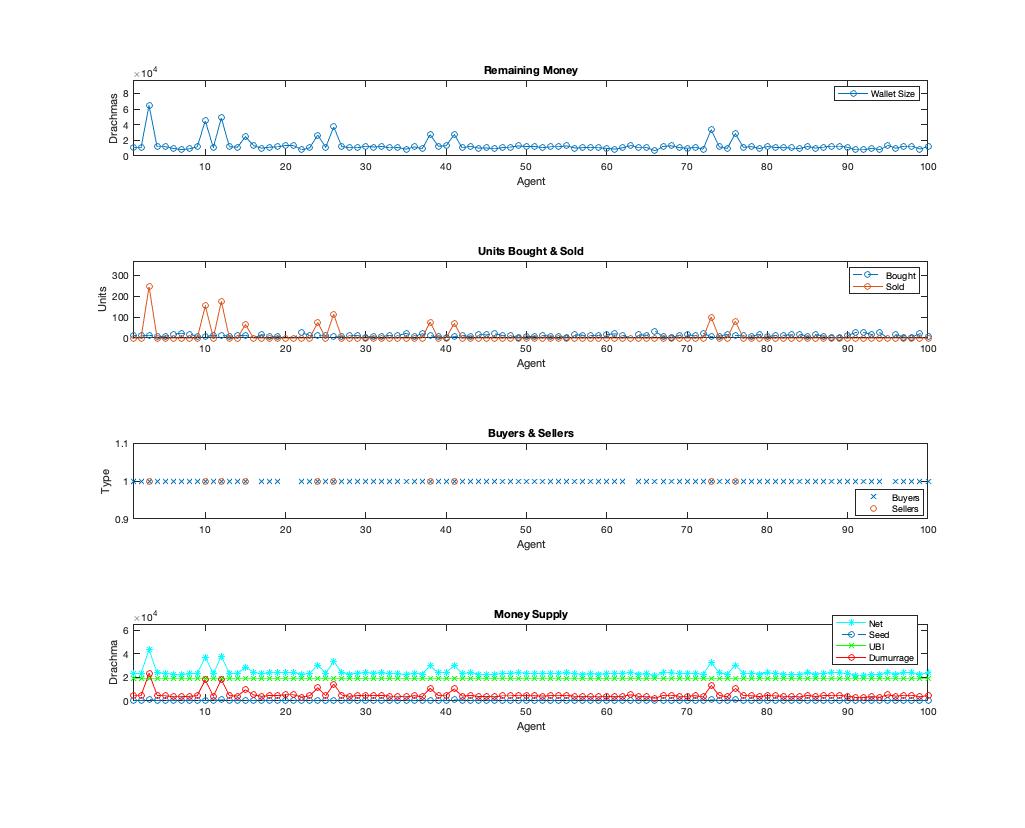 Remaining Money
×10^4
8
6
4
2
0
Drachmas
Wallet Size
10 20 30 40 50 60 70 80 90 100
Agent
Units Bought & Sold
300
200
100
0
Units
Bought
Sold
10 20 30 40 50 60 70 80 90 100
Agent
Buyers & Sellers
1.1
1
0.9
Type
Buyers
Sellers
10 20 30 40 50 60 70 80 90 100
Agent
Money Supply
×10^4
6
4
2
0
Drachma
Net
Seed
UBI
Dumurrage
10 20 30 40 50 60 70 80 90 100
Agent